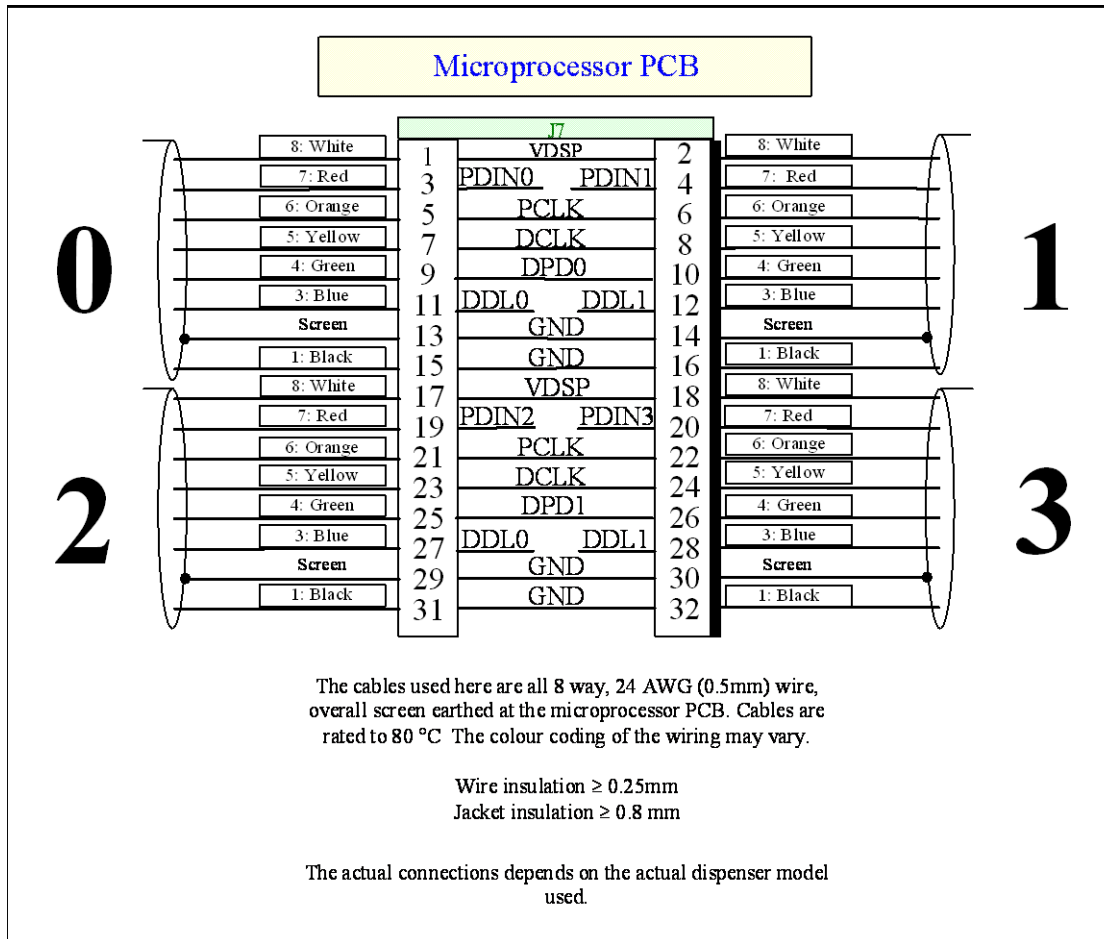 Microprocessor PCB
J7
8: White 1 VDSP 2 8: White
7: Red 3 PDIN0 PDIN1 4 7: Red
6: Orange 5 PCLK 6 6: Orange
5: Yellow 7 DCLK 8 5: Yellow
4: Green 9 DPD0 10 4: Green
3: Blue 11 DDL0 DDL1 12 3: Blue
Screen 13 GND 14 Screen
1: Black 15 GND 16 1: Black
0 1
8: White 17 VDSP 18 8: White
7: Red 19 PDIN2 PDIN3 20 7: Red
6: Orange 21 PCLK 22 6: Orange
5: Yellow 23 DCLK 24 5: Yellow
4: Green 25 DPD1 26 4: Green
3: Blue 27 DDL0 DDL1 28 3: Blue
Screen 29 GND 30 Screen
1: Black 31 GND 32 1: Black
2 3
The cables used here are all 8 way, 24 AWG (0.5mm) wire,
overall screen earthed at the microprocessor PCB. Cables are
rated to 80 °C The colour coding of the wiring may vary.
Wire insulation ≥ 0.25mm
Jacket insulation ≥ 0.8 mm
The actual connections depends on the actual dispenser model
used.